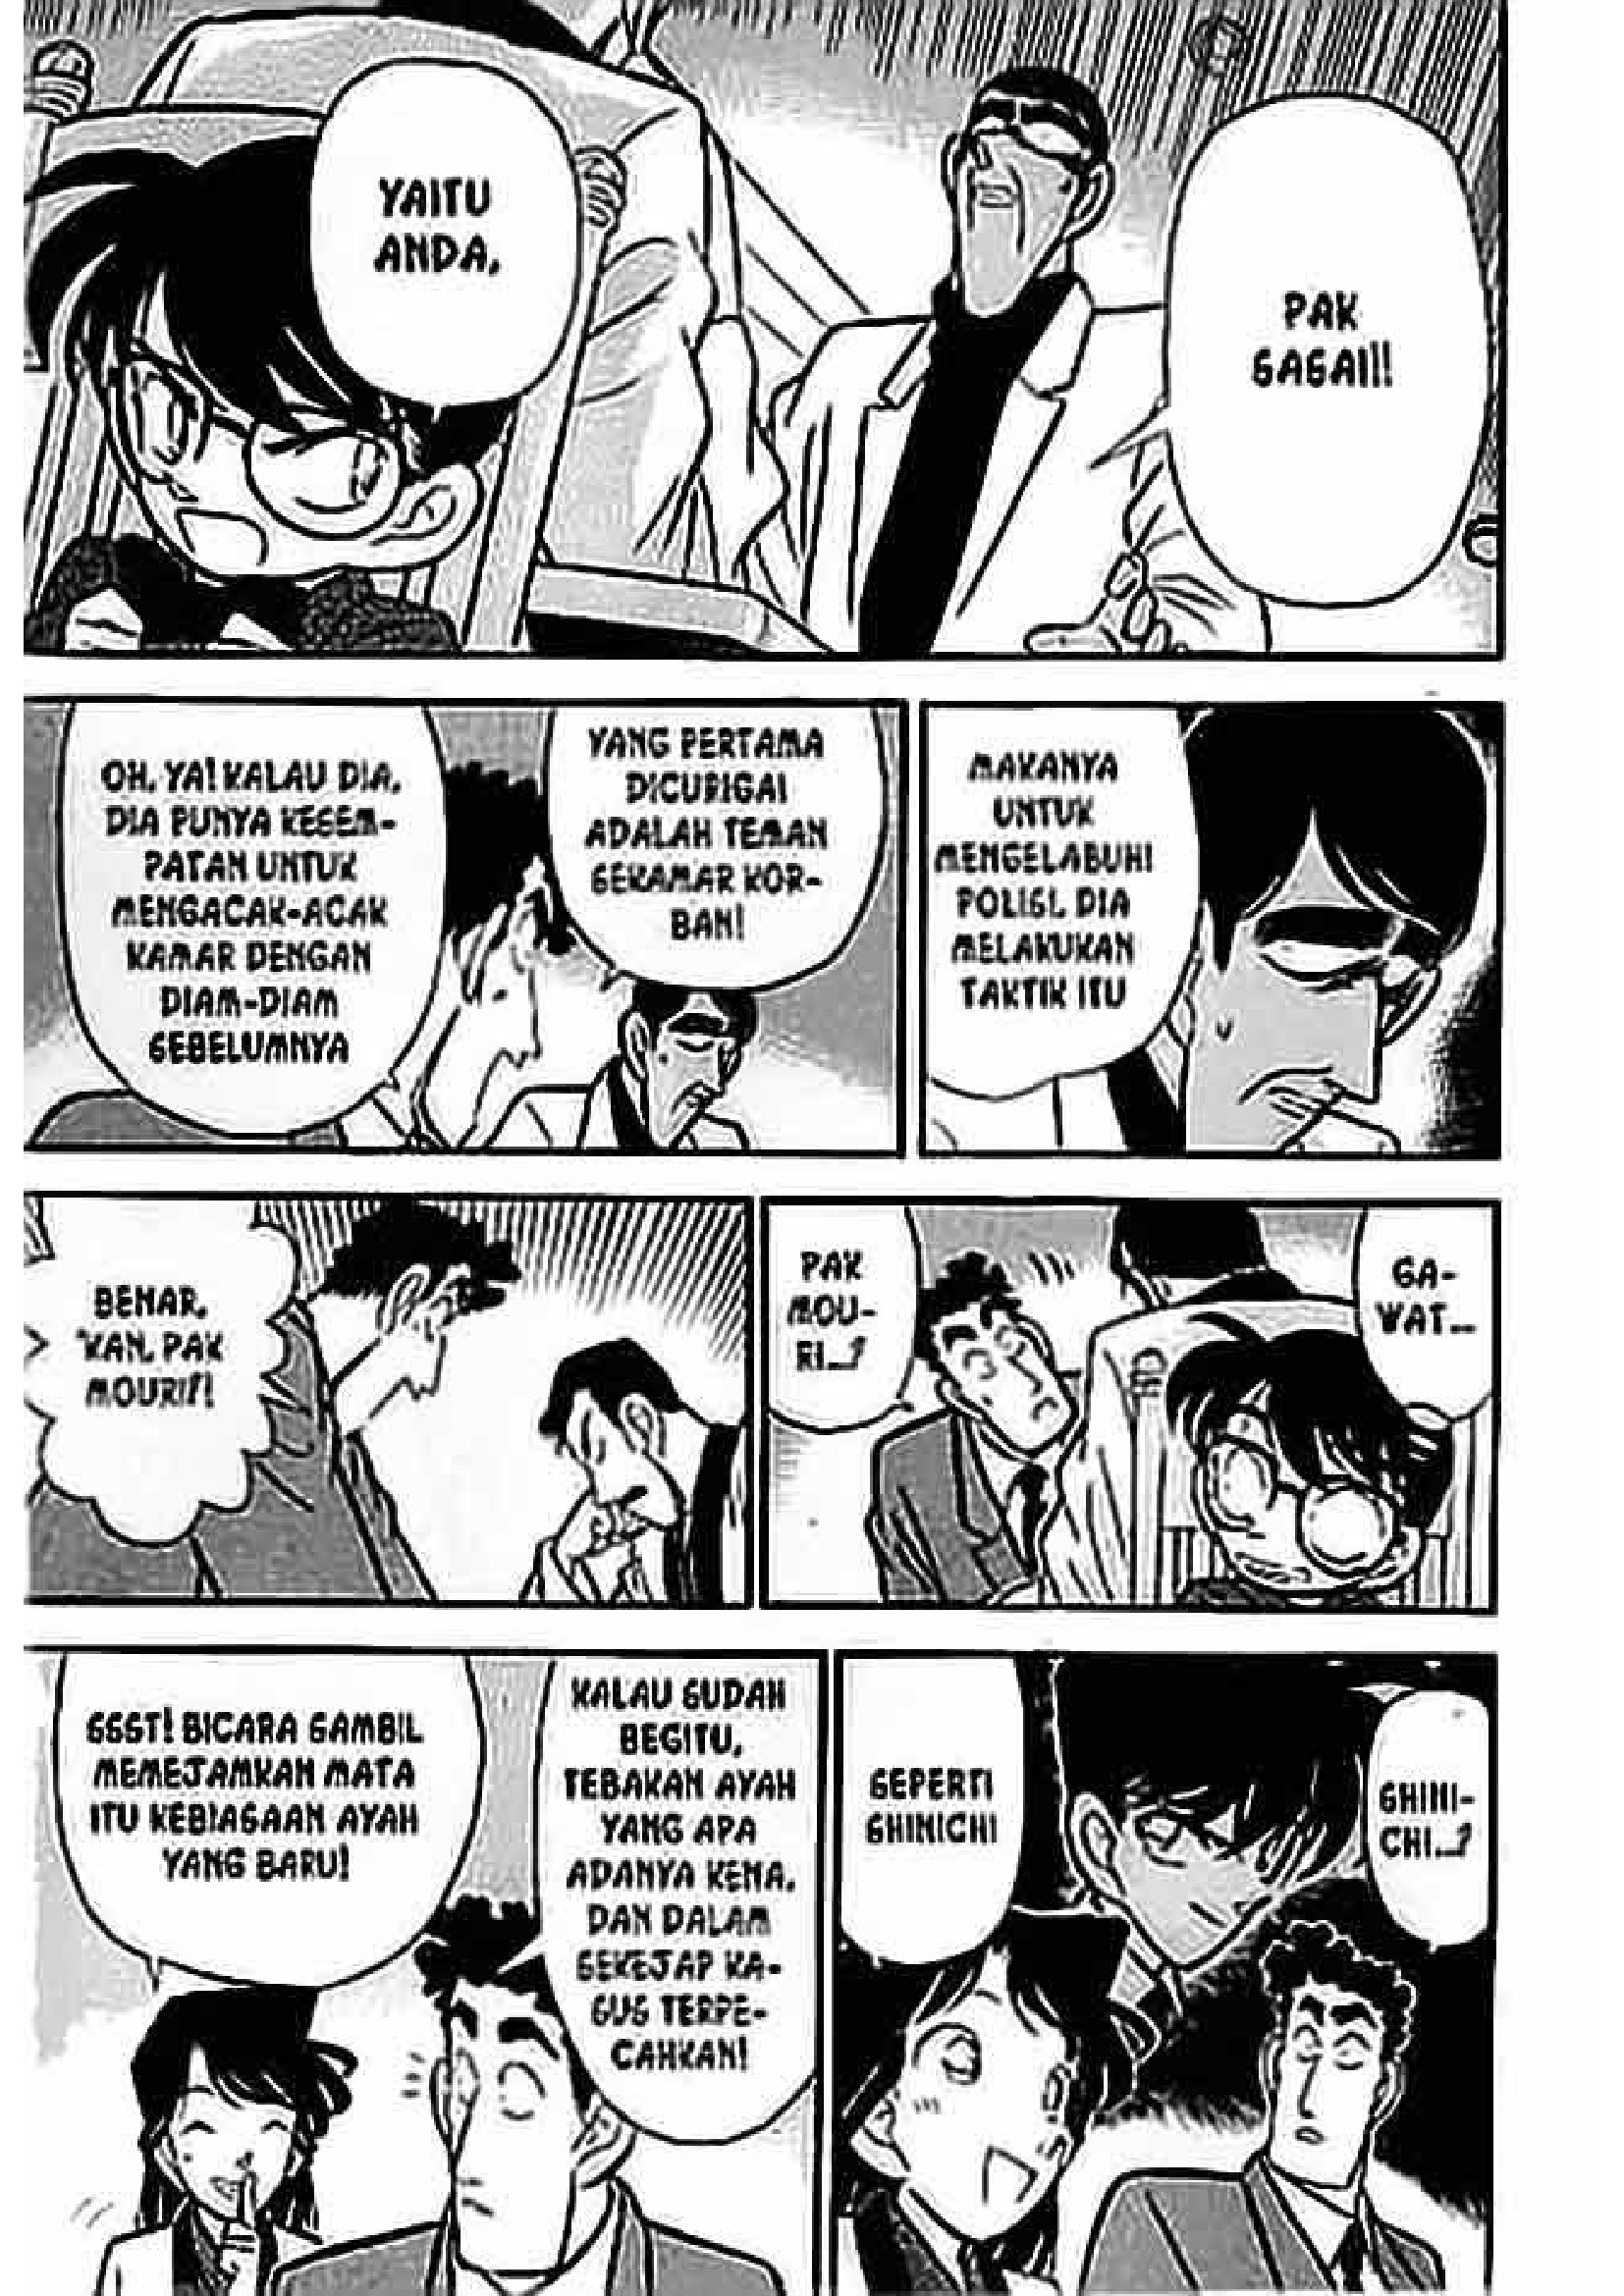 YAITU
ANDA,
PAK
SAGAI!!
YANG PERTAMA
DICURIGAI
ADALAH TEMAN
SEKAMAR KOR-
BAN!
OH, YA! KALAU DIA,
DIA PUNYA KESEM-
PATAN UNTUK
MENGACAK-ACAK
KAMAR DENGAN
DIAM-DIAM
SEBELUMNYA
MAKANYA
UNTUK
MENGELABUHI
POLISI, DIA
MELAKUKAN
TAKTIK ITU
BENAR,
'KAN, PAK
MOURI?!
PAK
MOU-
RI...?
GA-
WAT...
SSST! BICARA SAMBIL
MEMEJAMKAN MATA
ITU KEBIASAAN AYAH
YANG BARU!
KALAU SUDAH
BEGITU,
TEBAKAN AYAH
YANG APA
ADANYA KENA,
DAN DALAM
SEKEJAP KA-
SUS TERPE-
CAHKAN!
SEPERTI
SHINICHI
SHINI-
CHI...?